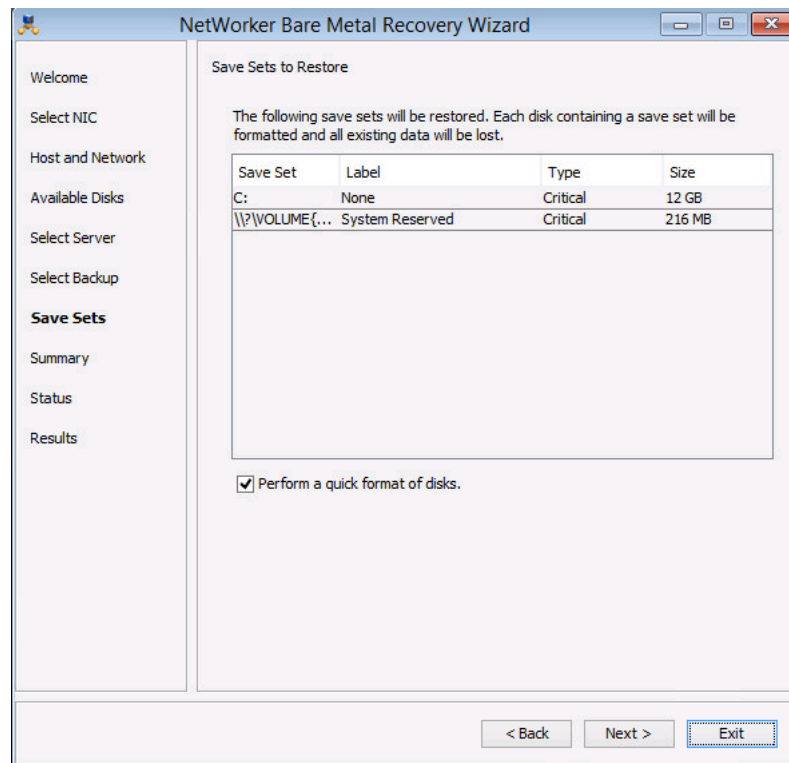 NetWorker Bare Metal Recovery Wizard
Welcome
Select NIC
Host and Network
Available Disks
Select Server
Select Backup
Save Sets
Summary
Status
Results
Save Sets to Restore
The following save sets will be restored. Each disk containing a save set will be
formatted and all existing data will be lost.
Save Set Label Type Size
C: None Critical 12 GB
\\?\VOLUME{... System Reserved Critical 216 MB
Perform a quick format of disks.
< Back Next > Exit